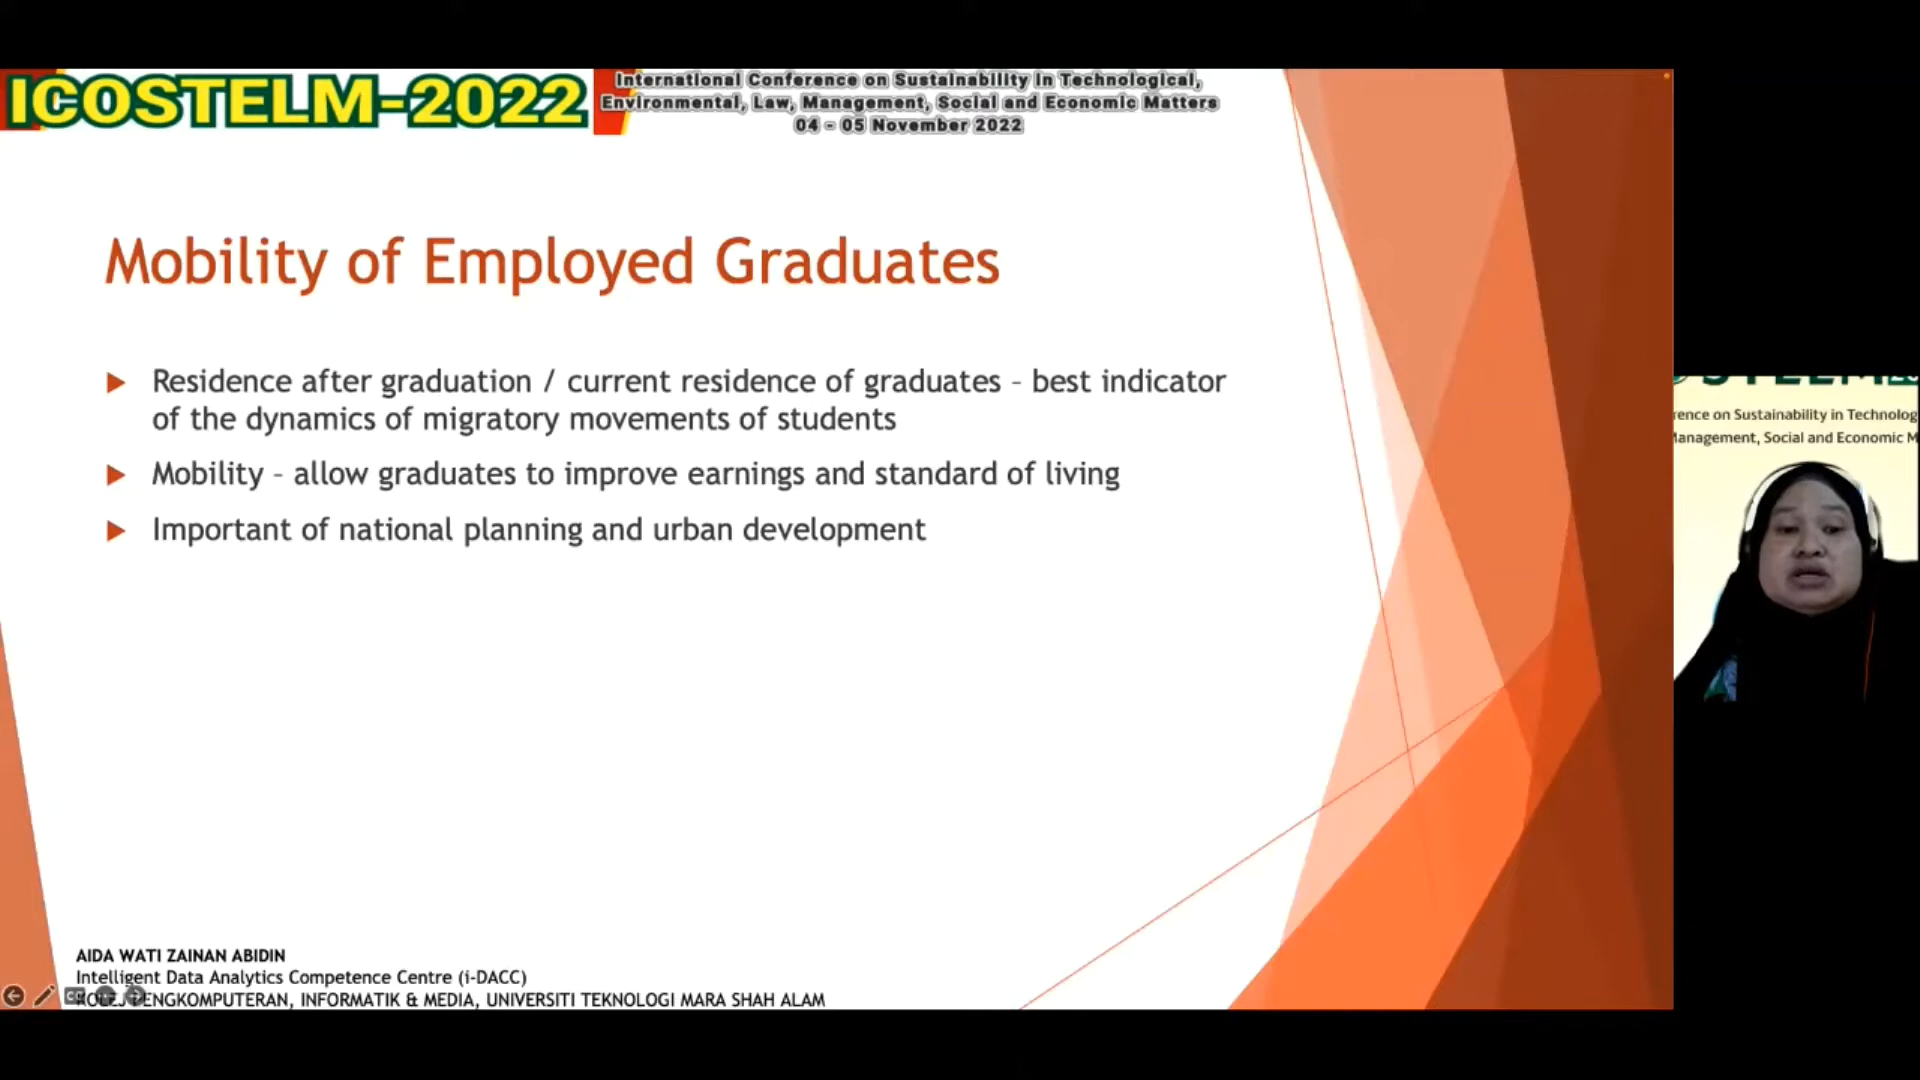 ICOSTELM-2022
International Conference on Sustainability in Technological,
Environmental, Law, Management, Social and Economic Matters
04 - 05 November 2022
Mobility of Employed Graduates
Residence after graduation / current residence of graduates – best indicator
of the dynamics of migratory movements of students
Mobility – allow graduates to improve earnings and standard of living
Important of national planning and urban development
rence on Sustainability in Technolog
Management, Social and Economic M
AIDA WATI ZAINAN ABIDIN
Intelligent Data Analytics Competence Centre (i-DACC)
KOLEJ PENGKOMPUTERAN, INFORMATIK & MEDIA, UNIVERSITI TEKNOLOGI MARA SHAH ALAM